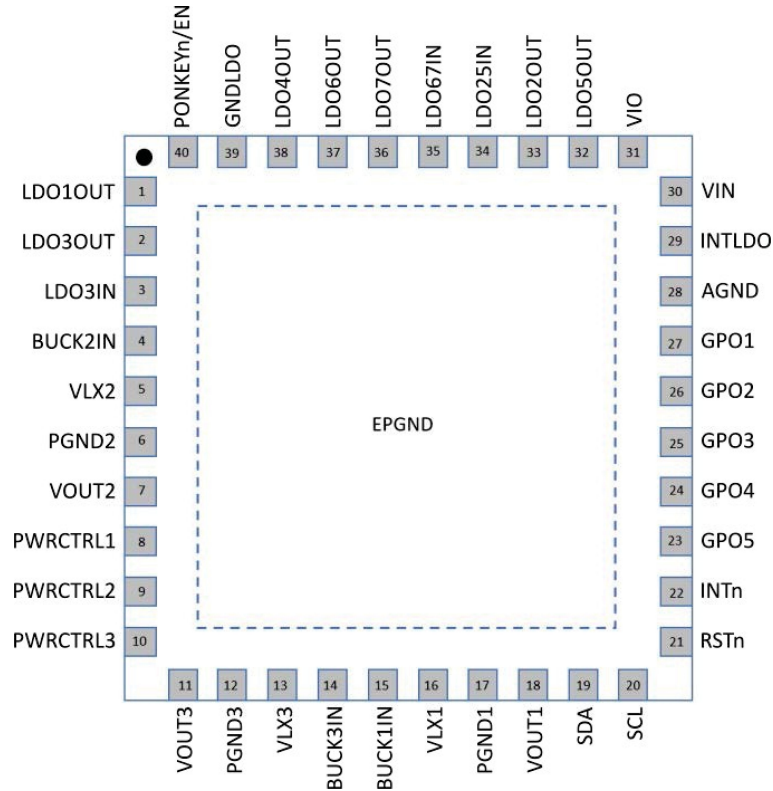 PONKEYn/EN
GNDLDO
LDO4OUT
LDO6OUT
LDO7OUT
LDO67IN
LDO25IN
LDO2OUT
LDO5OUT
VIO
40 39 38 37 36 35 34 33 32 31
LDO1OUT 1 30 VIN
LDO3OUT 2 29 INTLDO
LDO3IN 3 28 AGND
BUCK2IN 4 27 GPO1
VLX2 5 26 GPO2
EPGND
PGND2 6 25 GPO3
VOUT2 7 24 GPO4
PWRCTRL1 8 23 GPO5
PWRCTRL2 9 22 INTn
PWRCTRL3 10 21 RSTn
11 12 13 14 15 16 17 18 19 20
VOUT3
PGND3
VLX3
BUCK3IN
BUCK1IN
VLX1
PGND1
VOUT1
SDA
SCL